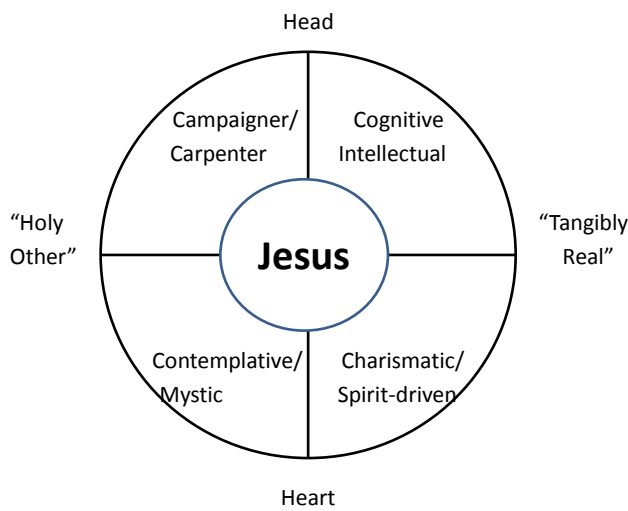 Head
Campaigner/
Carpenter
Cognitive
Intellectual
“Holy
Other”
Jesus
“Tangibly
Real”
Contemplative/
Mystic
Charismatic/
Spirit-driven
Heart